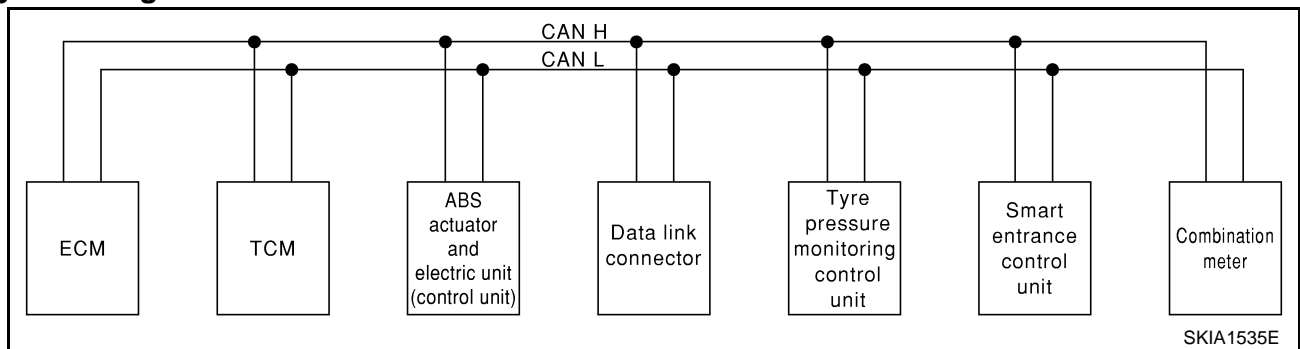 CAN H
CAN L
ECM
TCM
ABS
actuator
and
electric unit
(control unit)
Data link
connector
Tyre
pressure
monitoring
control
unit
Smart
entrance
control
unit
Combination
meter
SKIA1535E